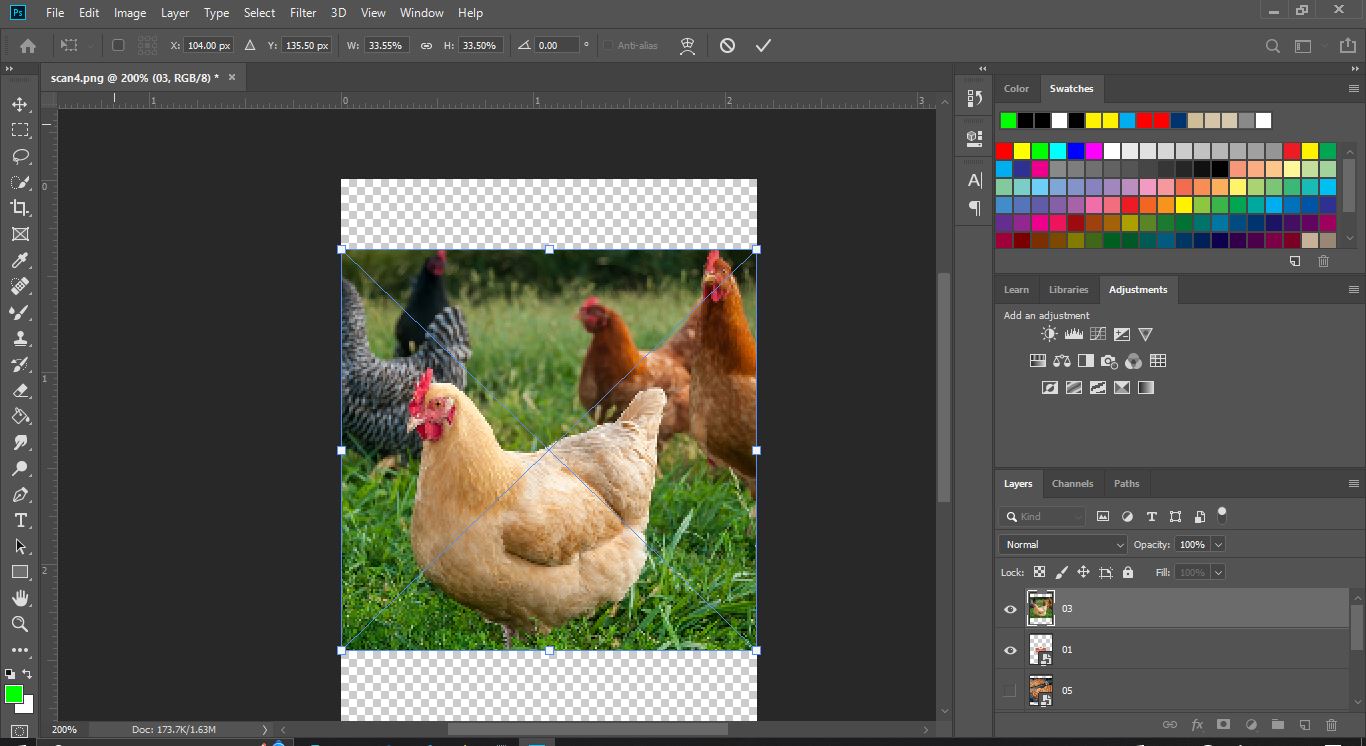 Ps File Edit Image Layer Type Select Filter 3D View Window Help
X: 104.00 px Y: 135.50 px W: 33.55% H: 33.50% 0.00 ° Anti-alias
scan4.png @ 200% (03, RGB/8) * ×
1 0 1 2 3
0
1
2
Color Swatches
Learn Libraries Adjustments
Add an adjustment
Layers Channels Paths
Kind
Normal Opacity: 100%
Lock: Fill: 100%
03
01
05
200% Doc: 173.7K/1.63M